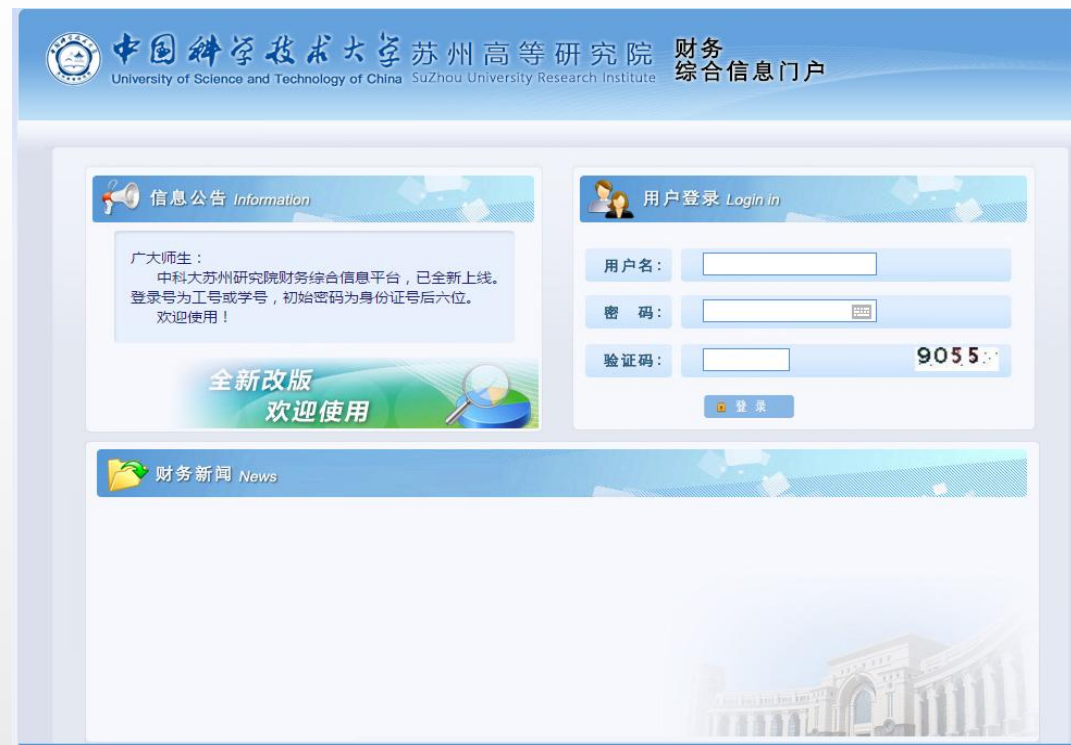 中国科学技术大学 苏州高等研究院 财务
University of Science and Technology of China SuZhou University Research Institute 综合信息门户
信息公告 Information
广大师生：
中科大苏州研究院财务综合信息平台，已全新上线。
登录号为工号或学号，初始密码为身份证号后六位。
欢迎使用！
全新改版
欢迎使用
用户登录 Login in
用户名：
密 码：
验证码： 9055
登 录
财务新闻 News